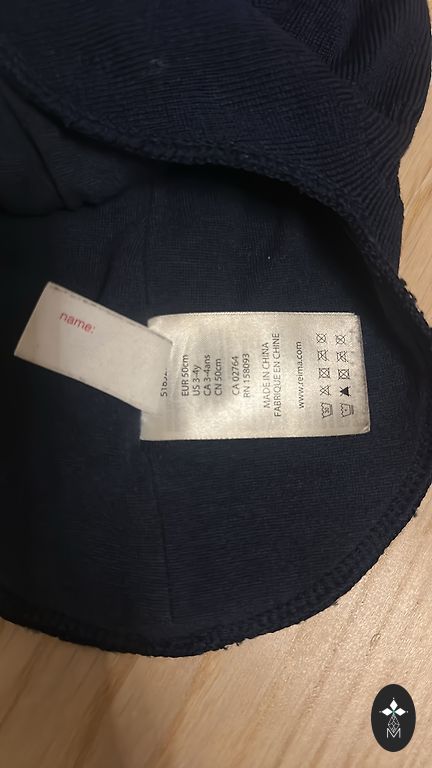 name:
EUR 50cm
US 3-4y
CA 3-4ans
CN 50cm
CA 02764
RN 158093
MADE IN CHINA
FABRIQUE EN CHINE
www.reima.com